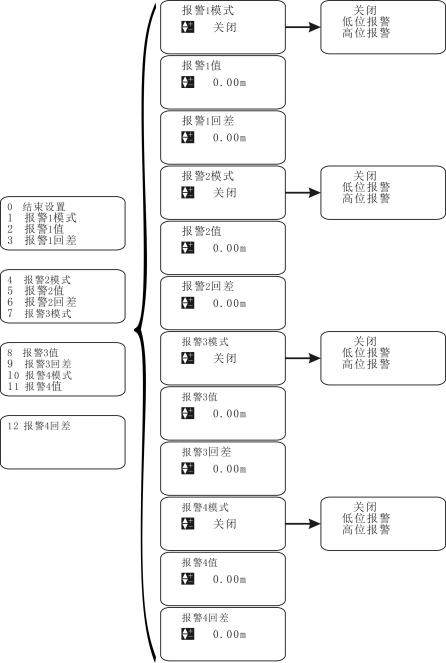 0 结束设置
1 报警1模式
2 报警1值
3 报警1回差
4 报警2模式
5 报警2值
6 报警2回差
7 报警3模式
8 报警3值
9 报警3回差
10 报警4模式
11 报警4值
12 报警4回差
报警1模式
关闭
关闭
低位报警
高位报警
报警1值
0.00m
报警1回差
0.00m
报警2模式
关闭
关闭
低位报警
高位报警
报警2值
0.00m
报警2回差
0.00m
报警3模式
关闭
关闭
低位报警
高位报警
报警3值
0.00m
报警3回差
0.00m
报警4模式
关闭
关闭
低位报警
高位报警
报警4值
0.00m
报警4回差
0.00m